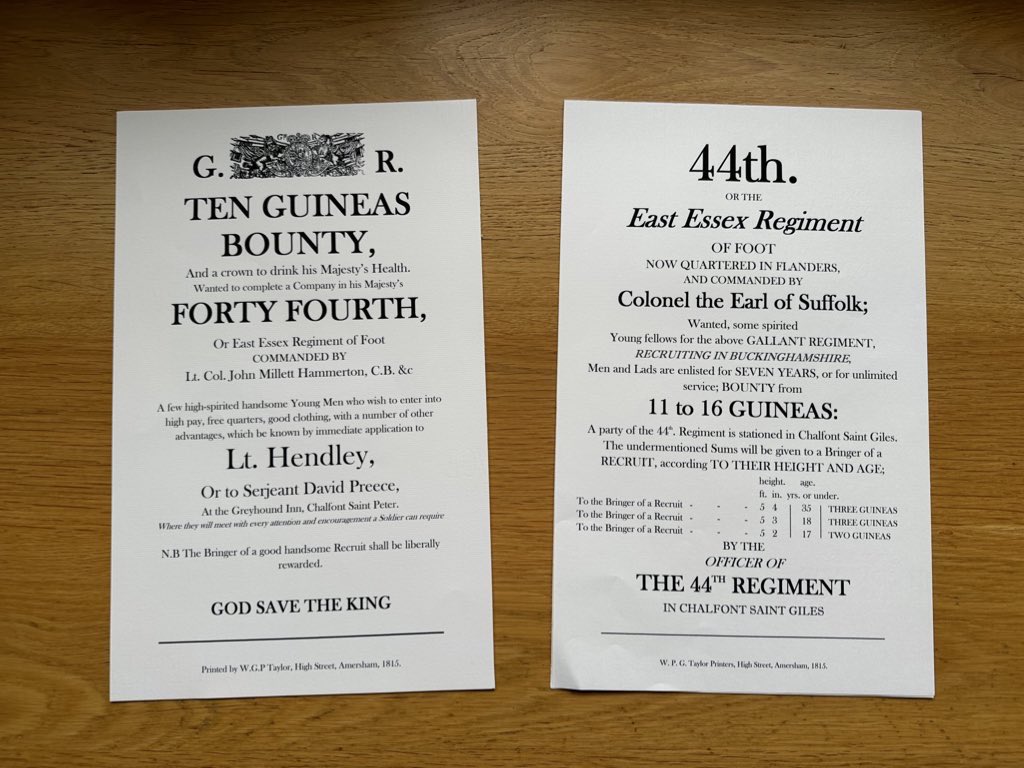 G. R.
TEN GUINEAS
BOUNTY,
And a crown to drink his Majesty's Health.
Wanted to complete a Company in his Majesty's
FORTY FOURTH,
Or East Essex Regiment of Foot
COMMANDED BY
Lt. Col. John Millett Hammerton, C.B. &c
A few high-spirited handsome Young Men who wish to enter into
high pay, free quarters, good clothing, with a number of other
advantages, which be known by immediate application to
Lt. Hendley,
Or to Serjeant David Preece,
At the Greyhound Inn, Chalfont Saint Peter.
Where they will meet with every attention and encouragement a Soldier can require
N.B The Bringer of a good handsome Recruit shall be liberally
rewarded.
GOD SAVE THE KING
Printed by W.G.P Taylor, High Street, Amersham, 1815.
44th.
OR THE
East Essex Regiment
OF FOOT
NOW QUARTERED IN FLANDERS,
AND COMMANDED BY
Colonel the Earl of Suffolk;
Wanted, some spirited
Young fellows for the above GALLANT REGIMENT,
RECRUITING IN BUCKINGHAMSHIRE,
Men and Lads are enlisted for SEVEN YEARS, or for unlimited
service; BOUNTY from
11 to 16 GUINEAS:
A party of the 44th. Regiment is stationed in Chalfont Saint Giles.
The undermentioned Sums will be given to a Bringer of a
RECRUIT, according TO THEIR HEIGHT AND AGE;
height. age.
ft. in. yrs. or under.
To the Bringer of a Recruit - - - 5 4 | 35 | THREE GUINEAS
To the Bringer of a Recruit - - - 5 3 | 18 | THREE GUINEAS
To the Bringer of a Recruit - - - 5 2 | 17 | TWO GUINEAS
BY THE
OFFICER OF
THE 44TH REGIMENT
IN CHALFONT SAINT GILES
W. P. G. Taylor Printers, High Street, Amersham, 1815.